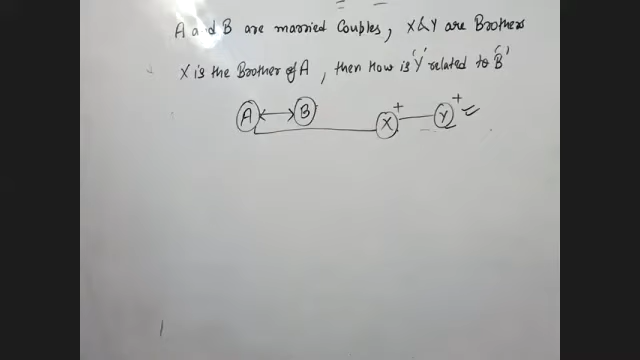 A and B are married Couples, X & Y are Brothers
X is the Brother of A, then How is 'Y' related to 'B'
A B X + Y +